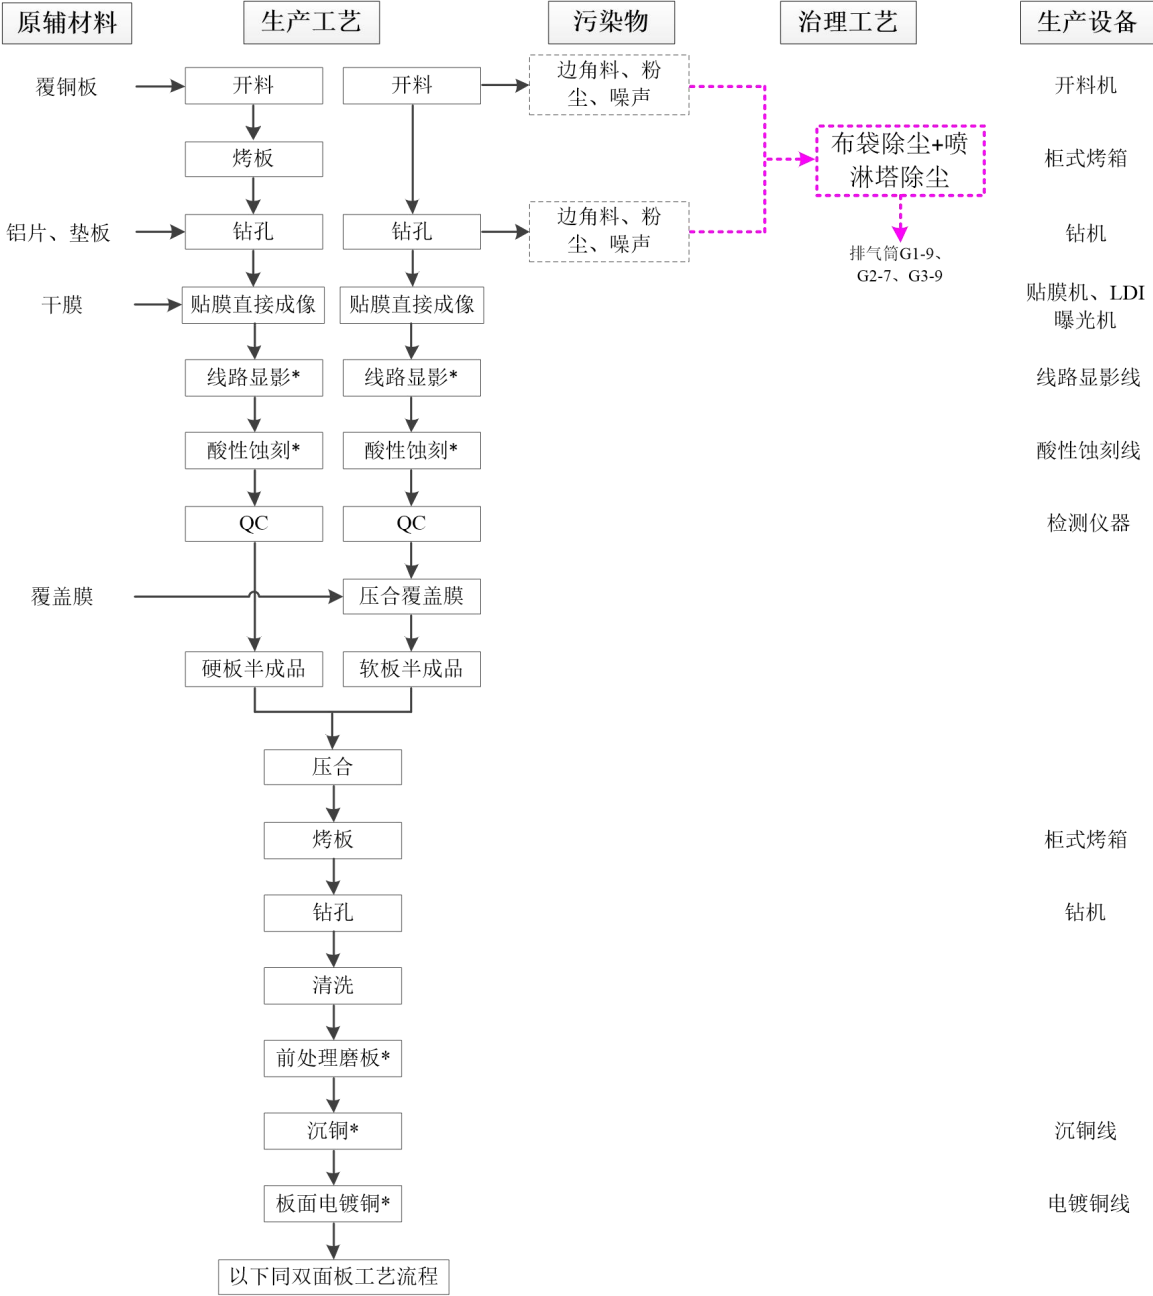 原辅材料
生产工艺
污染物
治理工艺
生产设备
覆铜板
开料
开料
边角料、粉
尘、噪声
开料机
烤板
布袋除尘+喷
淋塔除尘
柜式烤箱
铝片、垫板
钻孔
钻孔
边角料、粉
尘、噪声
排气筒G1-9、
G2-7、G3-9
钻机
干膜
贴膜直接成像
贴膜直接成像
贴膜机、LDI
曝光机
线路显影*
线路显影*
线路显影线
酸性蚀刻*
酸性蚀刻*
酸性蚀刻线
QC
QC
检测仪器
覆盖膜
压合覆盖膜
硬板半成品
软板半成品
压合
烤板
柜式烤箱
钻孔
钻机
清洗
前处理磨板*
沉铜*
沉铜线
板面电镀铜*
电镀铜线
以下同双面板工艺流程